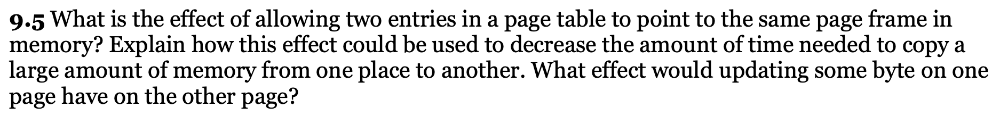 9.5 What is the effect of allowing two entries in a page table to point to the same page frame in
memory? Explain how this effect could be used to decrease the amount of time needed to copy a
large amount of memory from one place to another. What effect would updating some byte on one
page have on the other page?